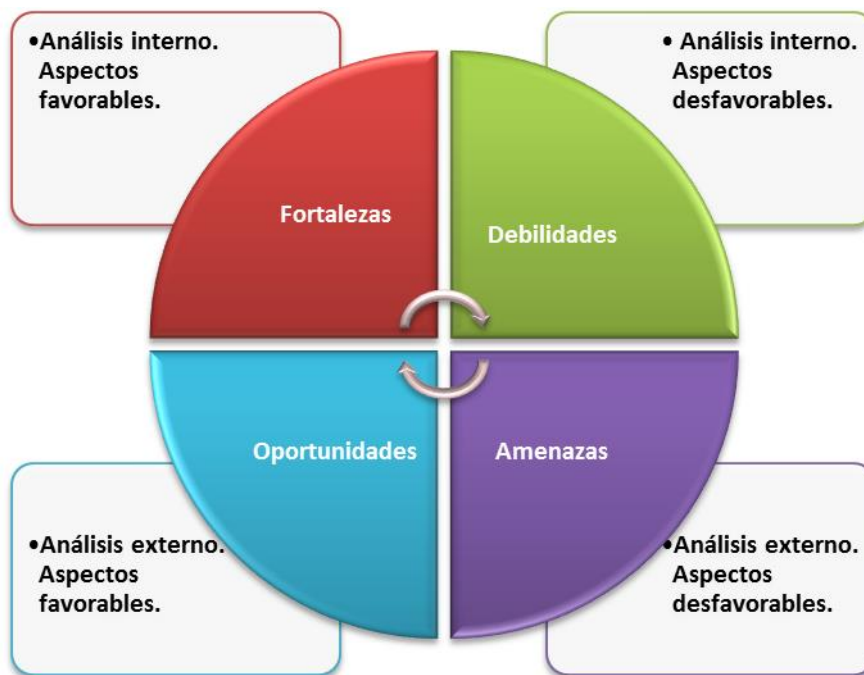 •Análisis interno.
Aspectos
favorables.
• Análisis interno.
Aspectos
desfavorables.
Fortalezas
Debilidades
Oportunidades
Amenazas
•Análisis externo.
Aspectos
favorables.
•Análisis externo.
Aspectos
desfavorables.